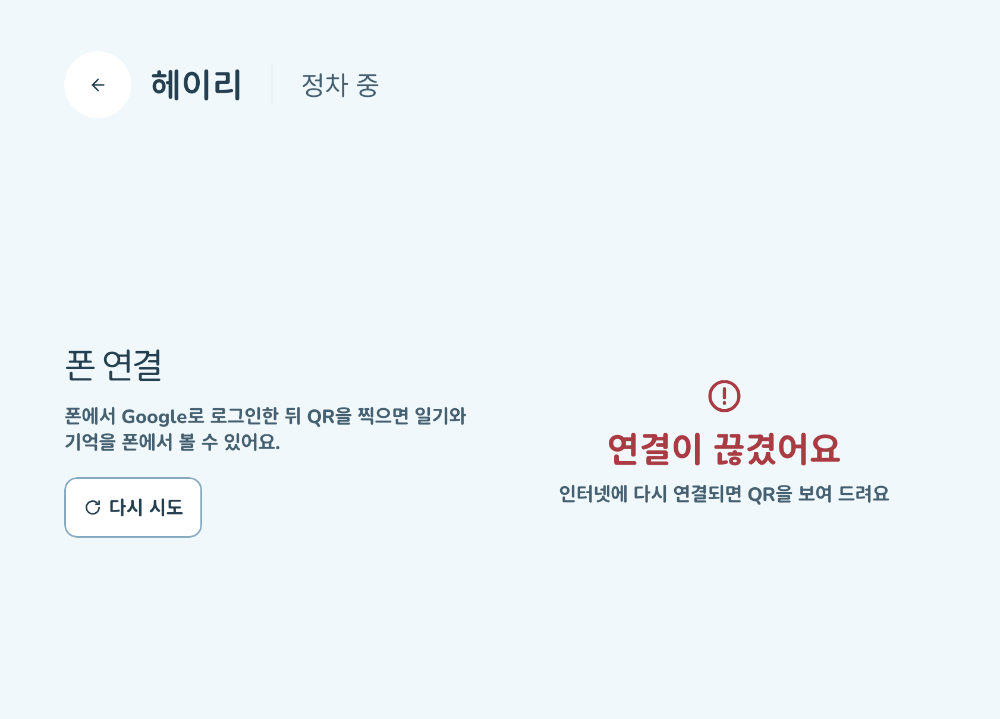 헤이리
정차 중
폰 연결
폰에서 Google로 로그인한 뒤 QR을 찍으면 일기와
기억을 폰에서 볼 수 있어요.
다시 시도
연결이 끊겼어요
인터넷에 다시 연결되면 QR을 보여 드려요